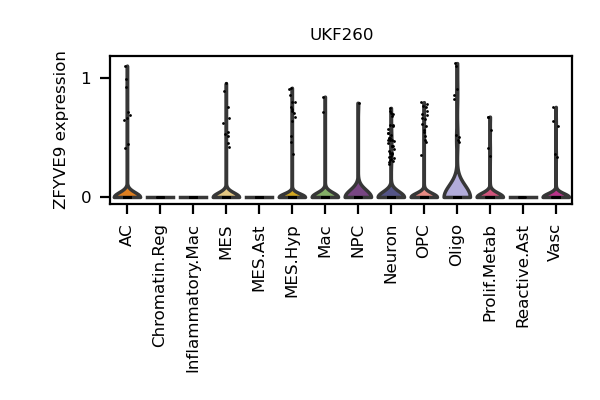 UKF260
ZFYVE9 expression
1
0
AC
Chromatin.Reg
Inflammatory.Mac
MES
MES.Ast
MES.Hyp
Mac
NPC
Neuron
OPC
Oligo
Prolif.Metab
Reactive.Ast
Vasc